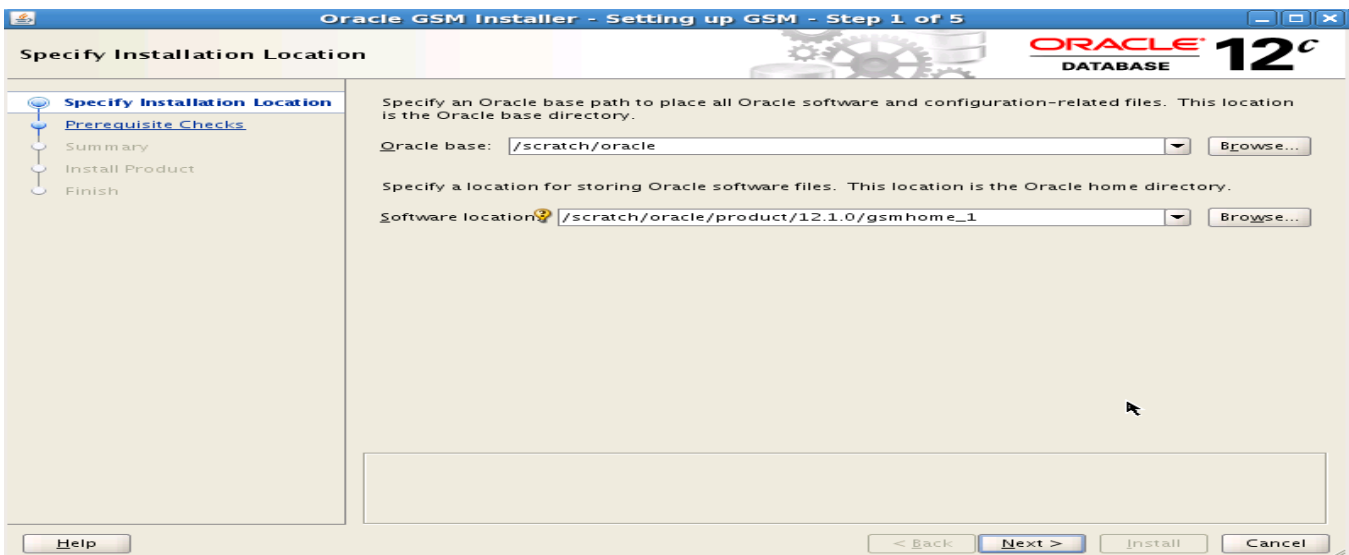 Oracle GSM Installer - Setting up GSM - Step 1 of 5
Specify Installation Location
ORACLE
DATABASE
12c
Specify Installation Location
Prerequisite Checks
Summary
Install Product
Finish
Specify an Oracle base path to place all Oracle software and configuration-related files. This location
is the Oracle base directory.
Oracle base: /scratch/oracle Browse...
Specify a location for storing Oracle software files. This location is the Oracle home directory.
Software location /scratch/oracle/product/12.1.0/gsmhome_1 Browse...
Help < Back Next > Install Cancel